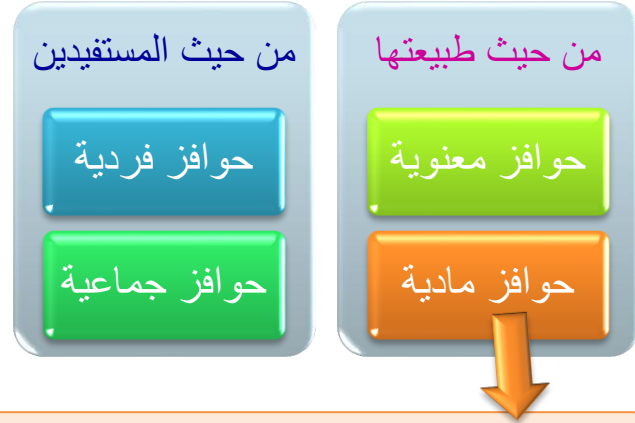 من حيث طبيعتها
حوافز معنوية
حوافز مادية
من حيث المستفيدين
حوافز فردية
حوافز جماعية